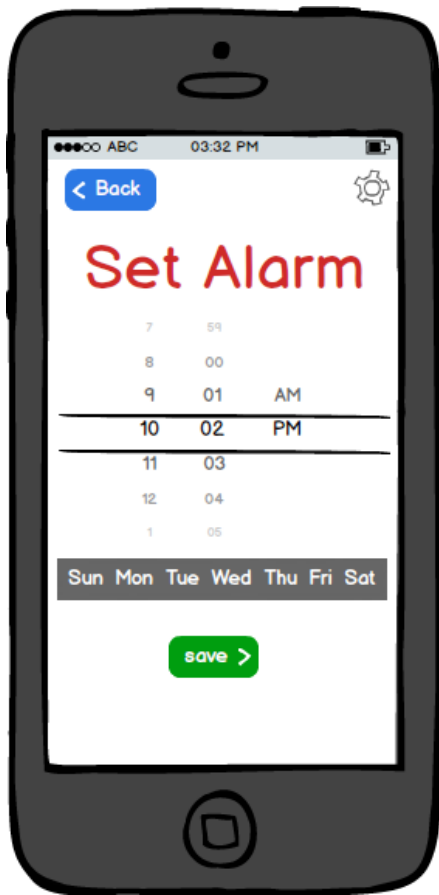 ABC 03:32 PM
< Back
Set Alarm
7 59
8 00
9 01 AM
10 02 PM
11 03
12 04
1 05
Sun Mon Tue Wed Thu Fri Sat
save >